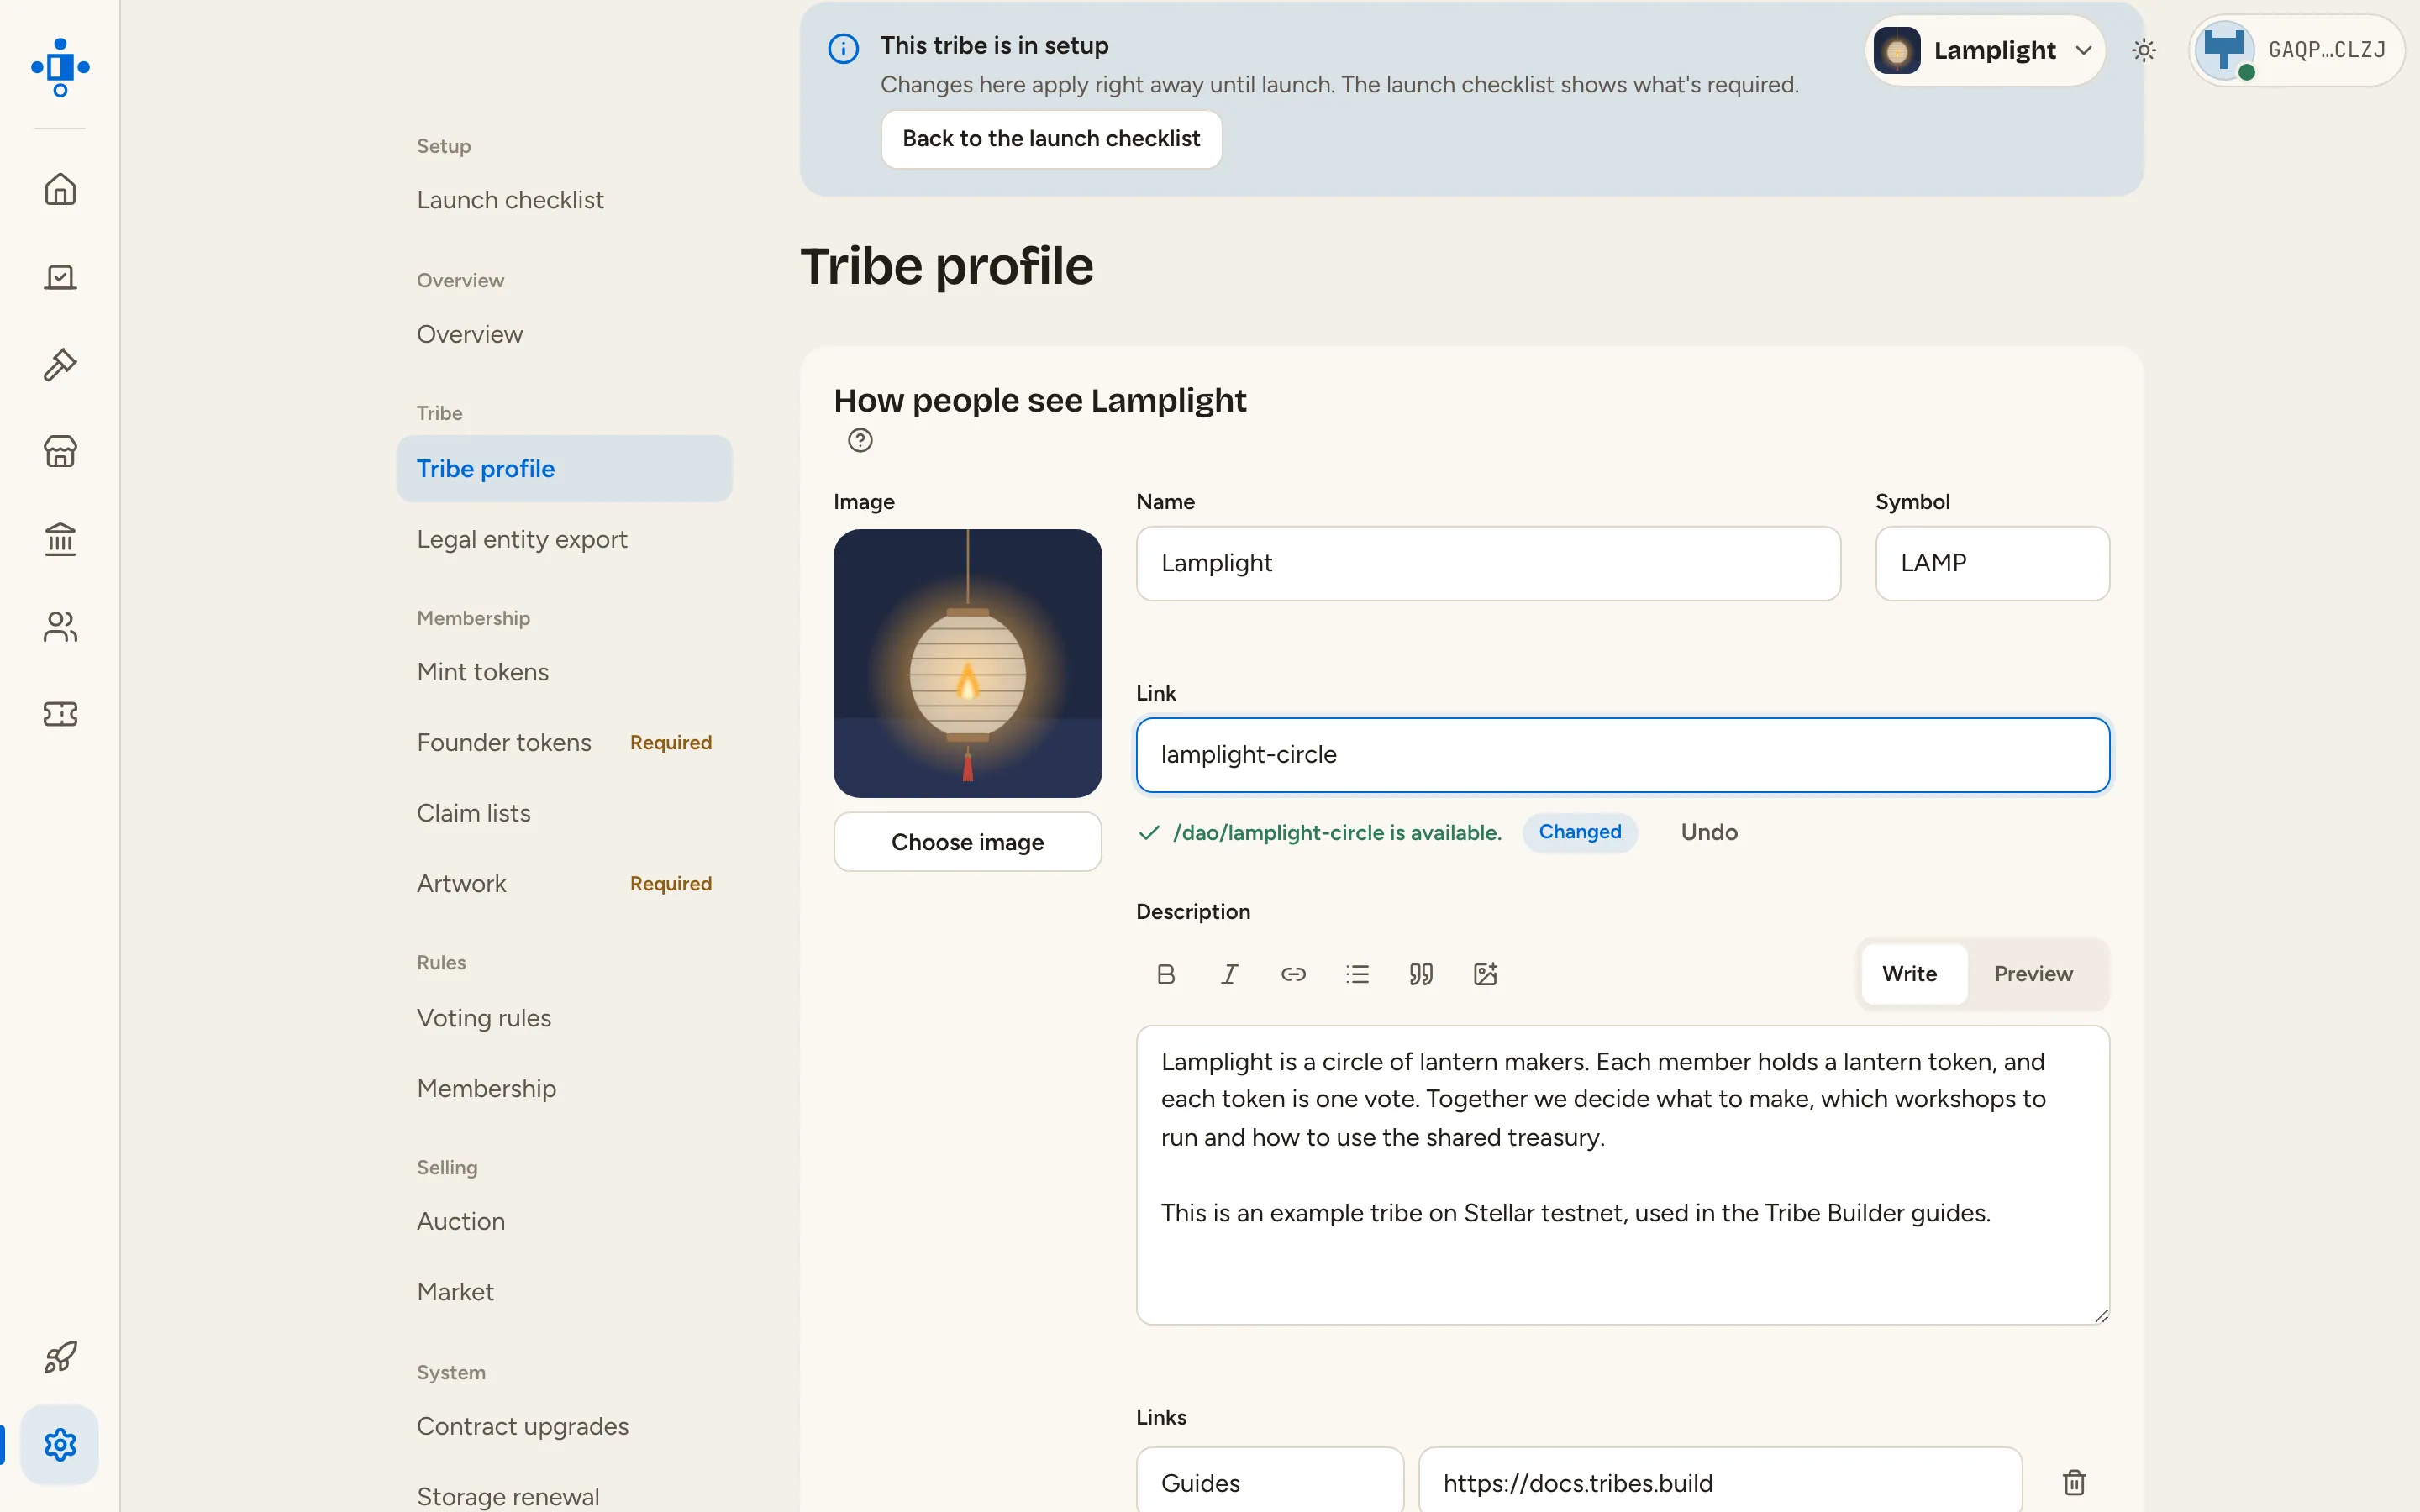 This tribe is in setup
Changes here apply right away until launch. The launch checklist shows what's required.
Back to the launch checklist
Lamplight
GAQP…CLZJ
Setup
Launch checklist
Overview
Overview
Tribe
Tribe profile
Legal entity export
Membership
Mint tokens
Founder tokens Required
Claim lists
Artwork Required
Rules
Voting rules
Membership
Selling
Auction
Market
System
Contract upgrades
Storage renewal
Tribe profile
How people see Lamplight
Image
Choose image
Name
Lamplight
Symbol
LAMP
Link
lamplight-circle
/dao/lamplight-circle is available. Changed Undo
Description
Write Preview
Lamplight is a circle of lantern makers. Each member holds a lantern token, and
each token is one vote. Together we decide what to make, which workshops to
run and how to use the shared treasury.
This is an example tribe on Stellar testnet, used in the Tribe Builder guides.
Links
Guides https://docs.tribes.build